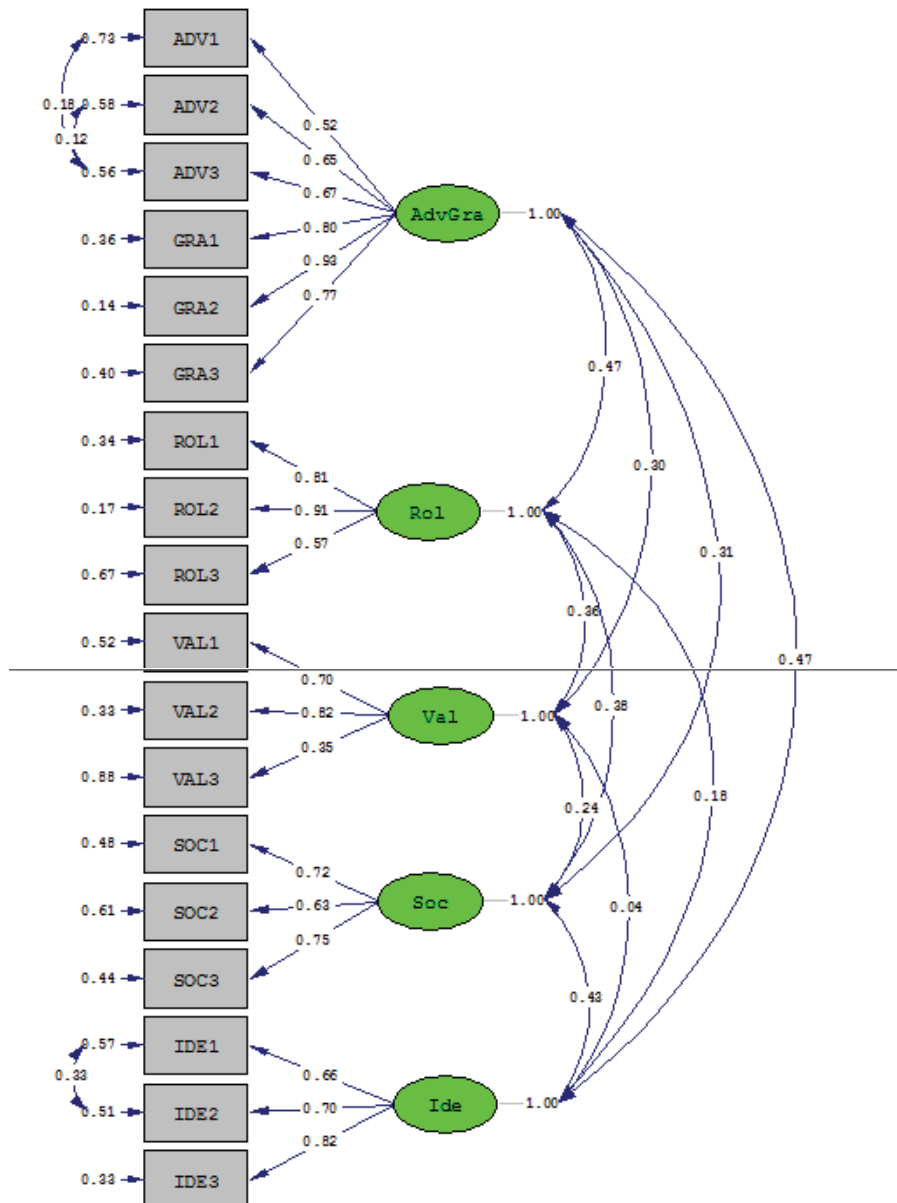 0.73 ADV1
0.18 0.58 ADV2 0.52
0.12 0.65
0.56 ADV3 0.67
AdvGra 1.00
0.36 GRA1 0.80
0.93
0.14 GRA2 0.77
0.40 GRA3 0.47
0.34 ROL1
0.30
0.81
0.17 ROL2 0.91 Rol 1.00
0.57 0.31
0.67 ROL3
0.36
0.52 VAL1
0.47
0.70
0.33 VAL2 0.82 Val 1.00 0.38
0.35
0.88 VAL3
0.18
0.24
0.48 SOC1
0.72
0.61 SOC2 0.63 Soc 1.00 0.04
0.75
0.44 SOC3
0.43
0.57 IDE1
0.33 0.66
0.51 IDE2 0.70 Ide 1.00
0.82
0.33 IDE3